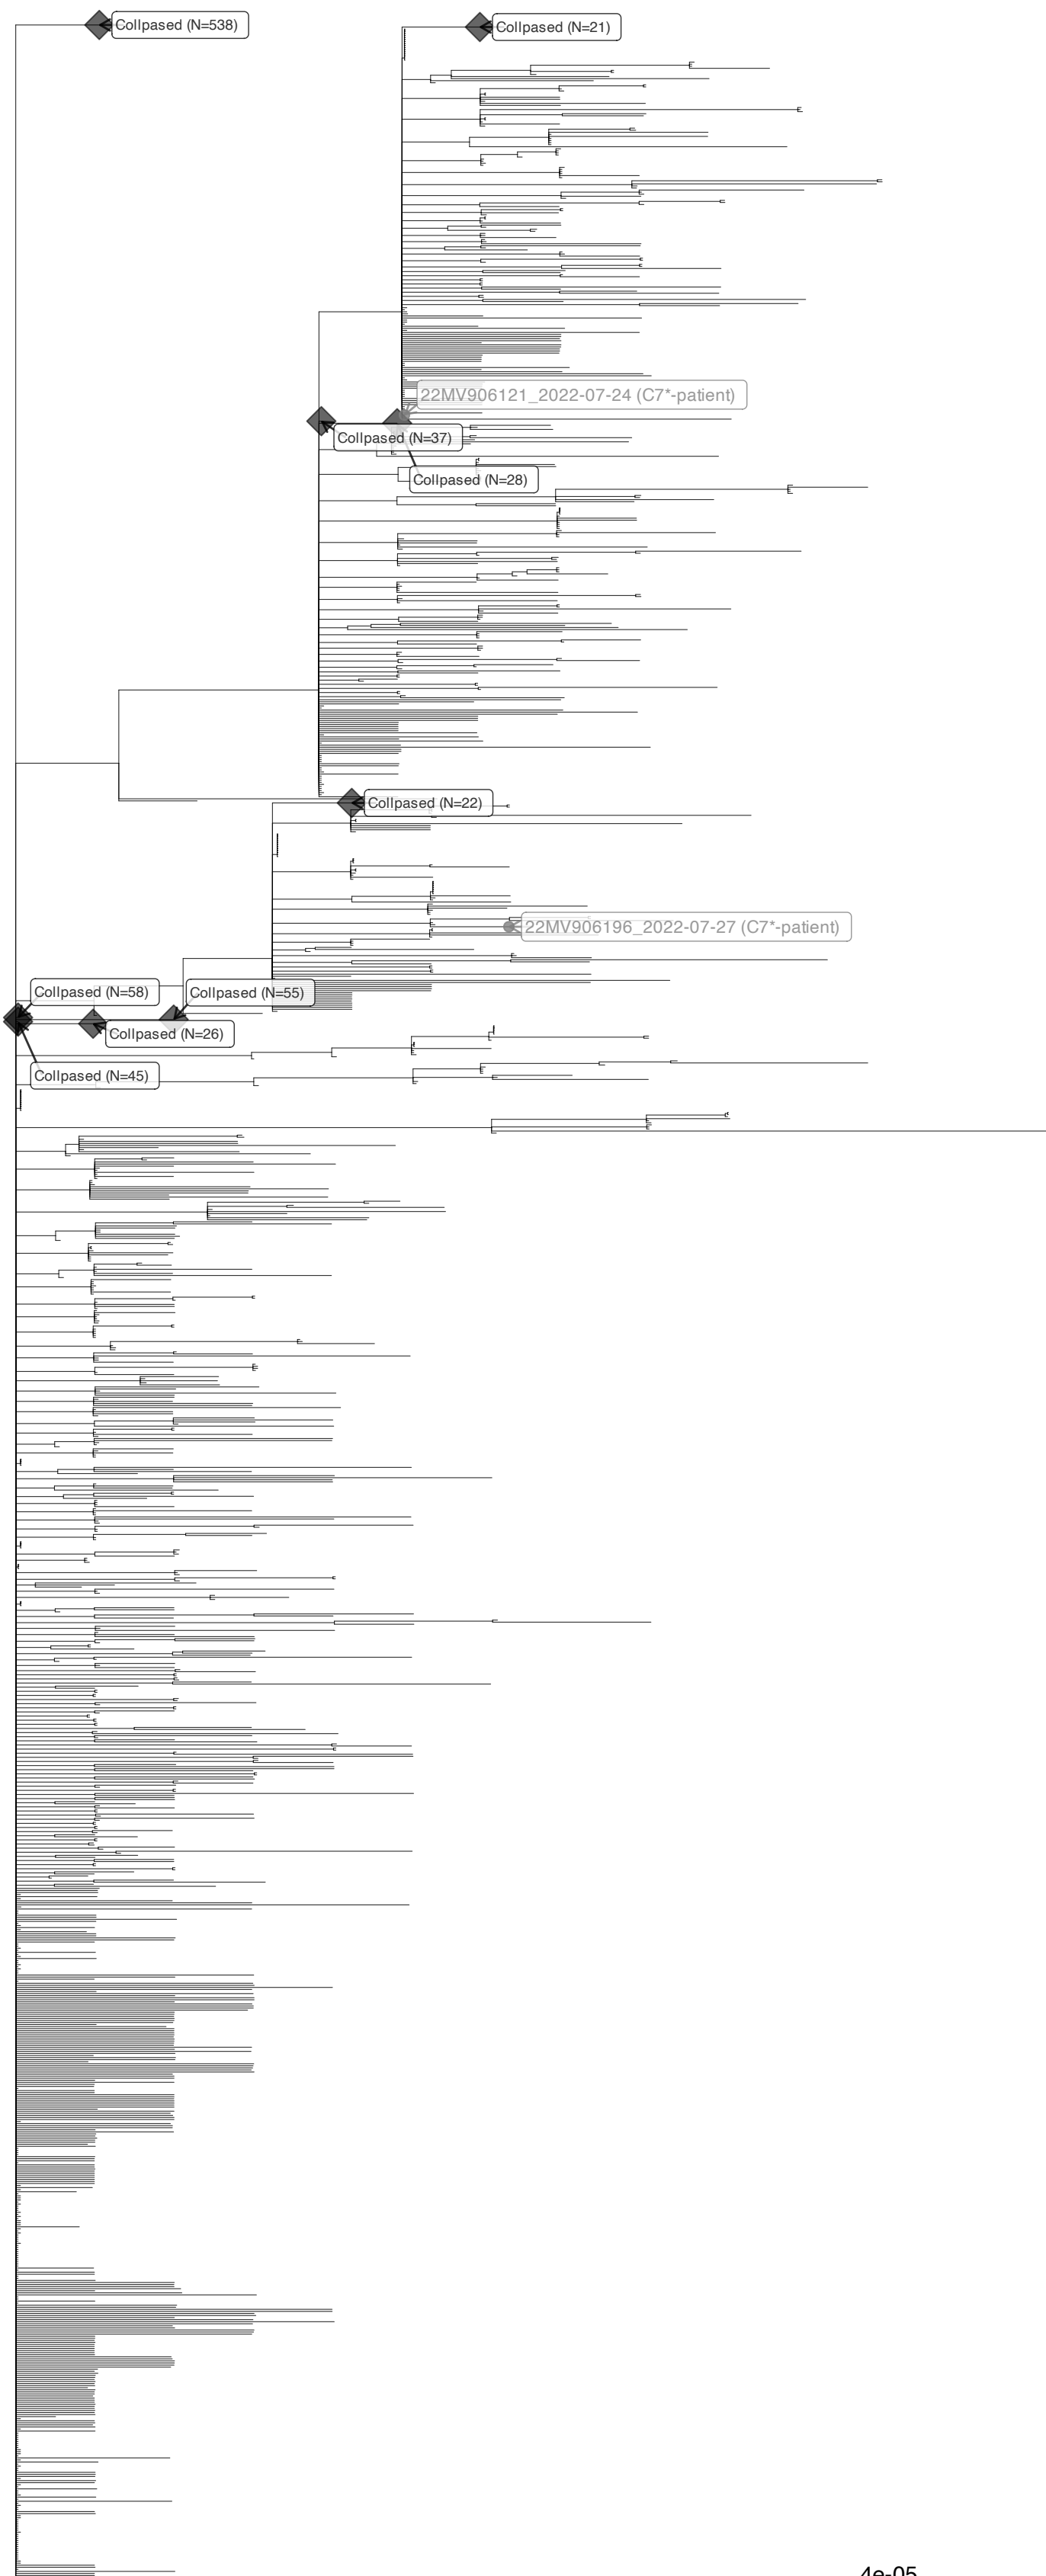 Collpased (N=538)
Collpased (N=21)
22MV906121_2022-07-24 (C7*-patient)
Collpased (N=37)
Collpased (N=28)
Collpased (N=22)
22MV906196_2022-07-27 (C7*-patient)
Collpased (N=58)
Collpased (N=55)
Collpased (N=26)
Collpased (N=45)
4e-05